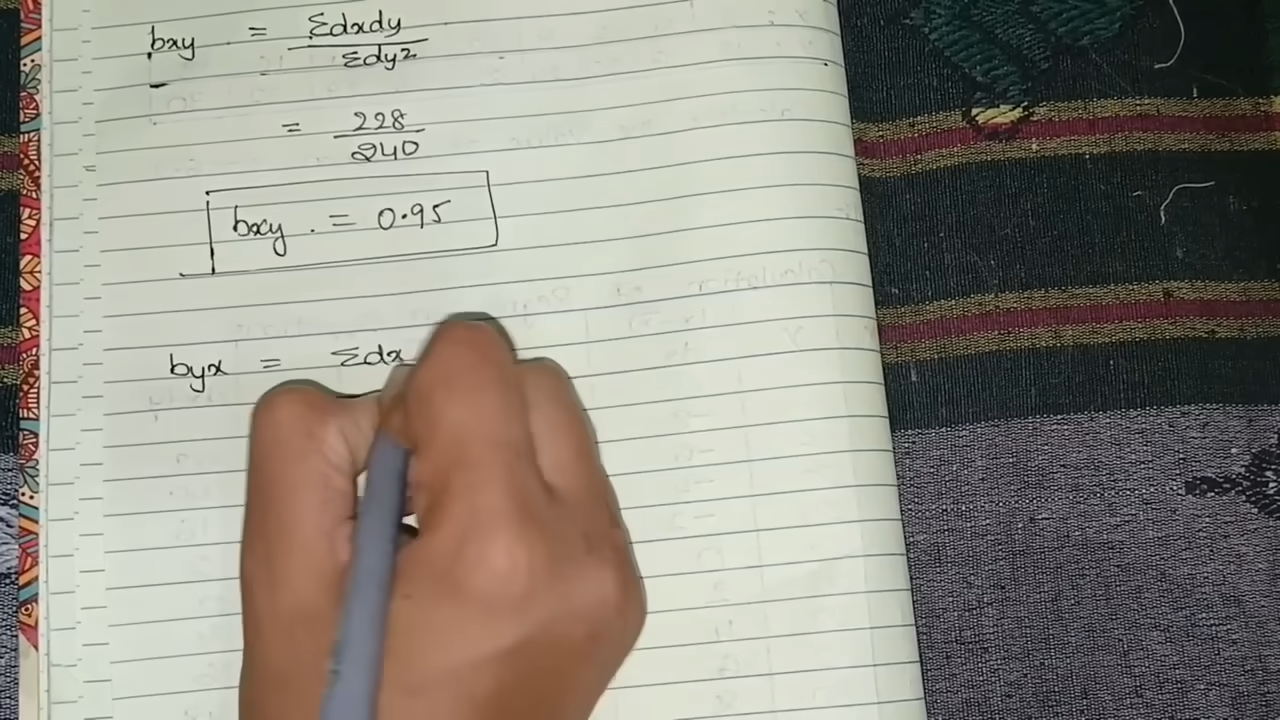 bxy = Σdxdy
Σdy²
= 228
240
bxy = 0.95
byx = Σdx